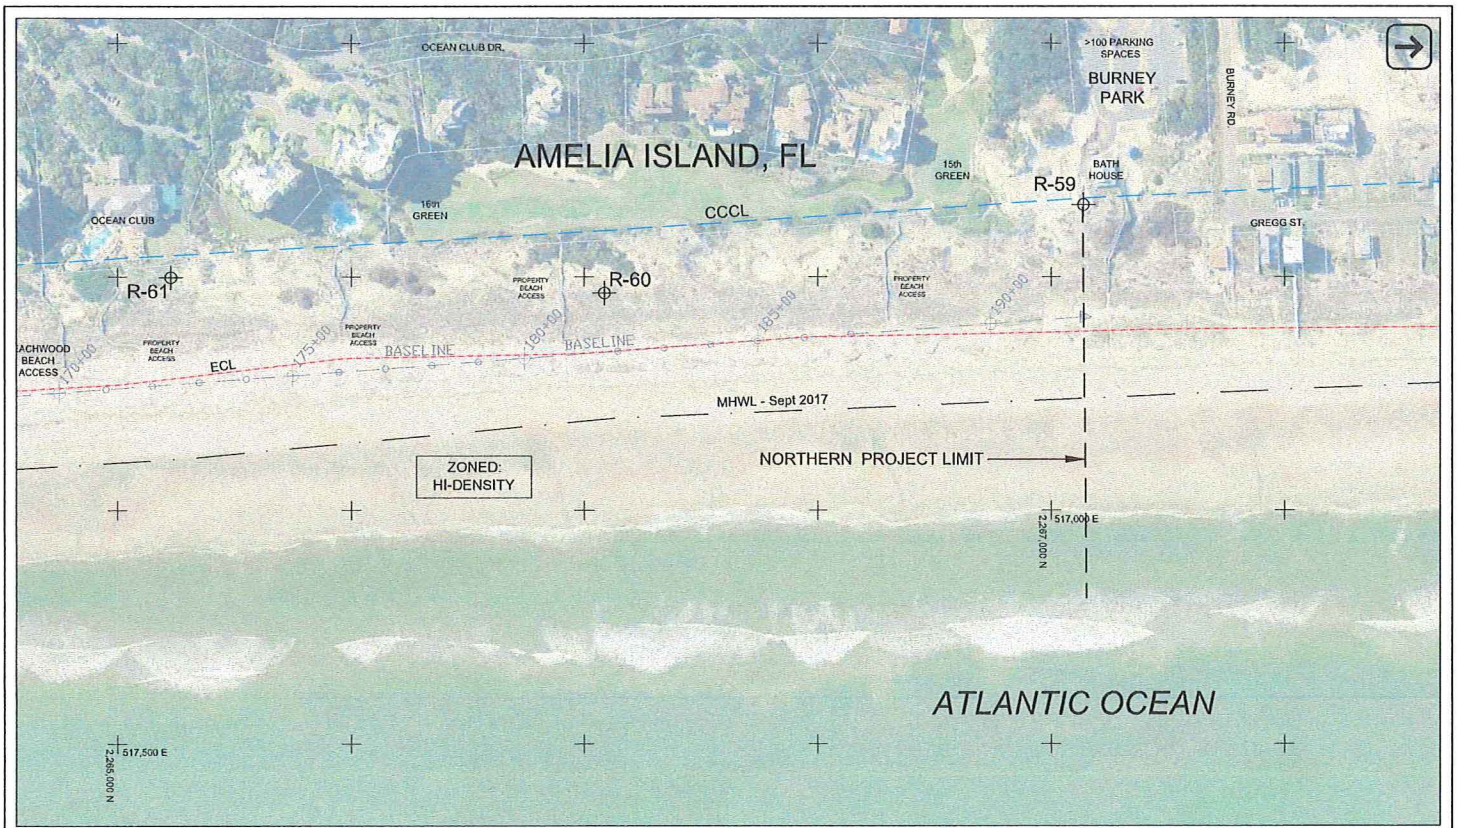 OCEAN CLUB DR.
>100 PARKING
SPACES
BURNEY
PARK
BURNEY RD.
AMELIA ISLAND, FL
15th
GREEN
BATH
HOUSE
R-59
16th
GREEN
CCCL
OCEAN CLUB
GREGG ST.
R-61
PROPERTY
BEACH
ACCESS
R-60
PROPERTY
BEACH
ACCESS
190+00
185+00
180+00
175+00
170+00
PROPERTY
BEACH
ACCESS
PROPERTY
BEACH
ACCESS
BASELINE
BASELINE
EACHWOOD
BEACH
ACCESS
ECL
MHWL - Sept 2017
ZONED:
HI-DENSITY
NORTHERN PROJECT LIMIT
517,000 E
2,267,000 N
ATLANTIC OCEAN
517,500 E
2,265,000 N